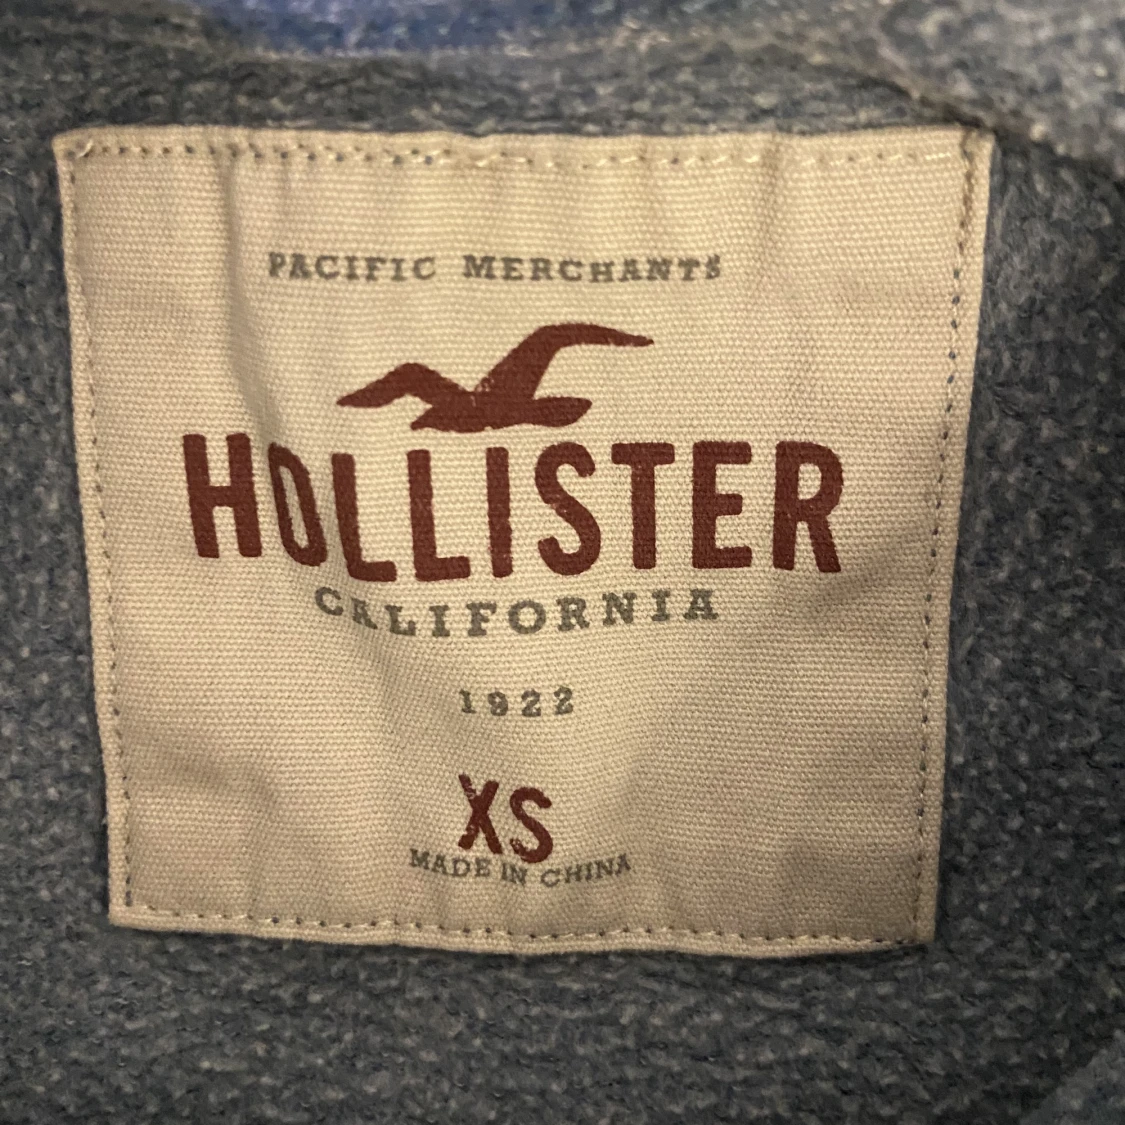 PACIFIC MERCHANTS
HOLLISTER
CALIFORNIA
1922
XS
MADE IN CHINA